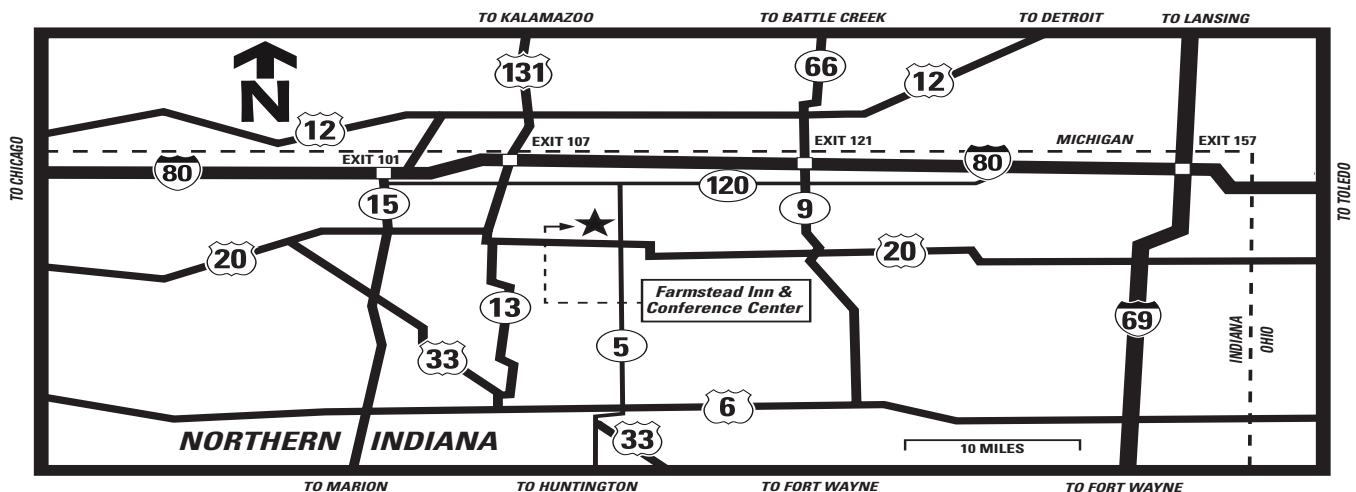 TO KALAMAZOO
TO BATTLE CREEK
TO DETROIT
TO LANSING
N
131
66
12
12
EXIT 107
EXIT 121
MICHIGAN
EXIT 157
EXIT 101
TO CHICAGO
80
80
120
TO TOLEDO
15
9
20
20
Farmstead Inn &
Conference Center
13
69
5
33
INDIANA
OHIO
6
NORTHERN INDIANA
33
10 MILES
TO MARION
TO HUNTINGTON
TO FORT WAYNE
TO FORT WAYNE